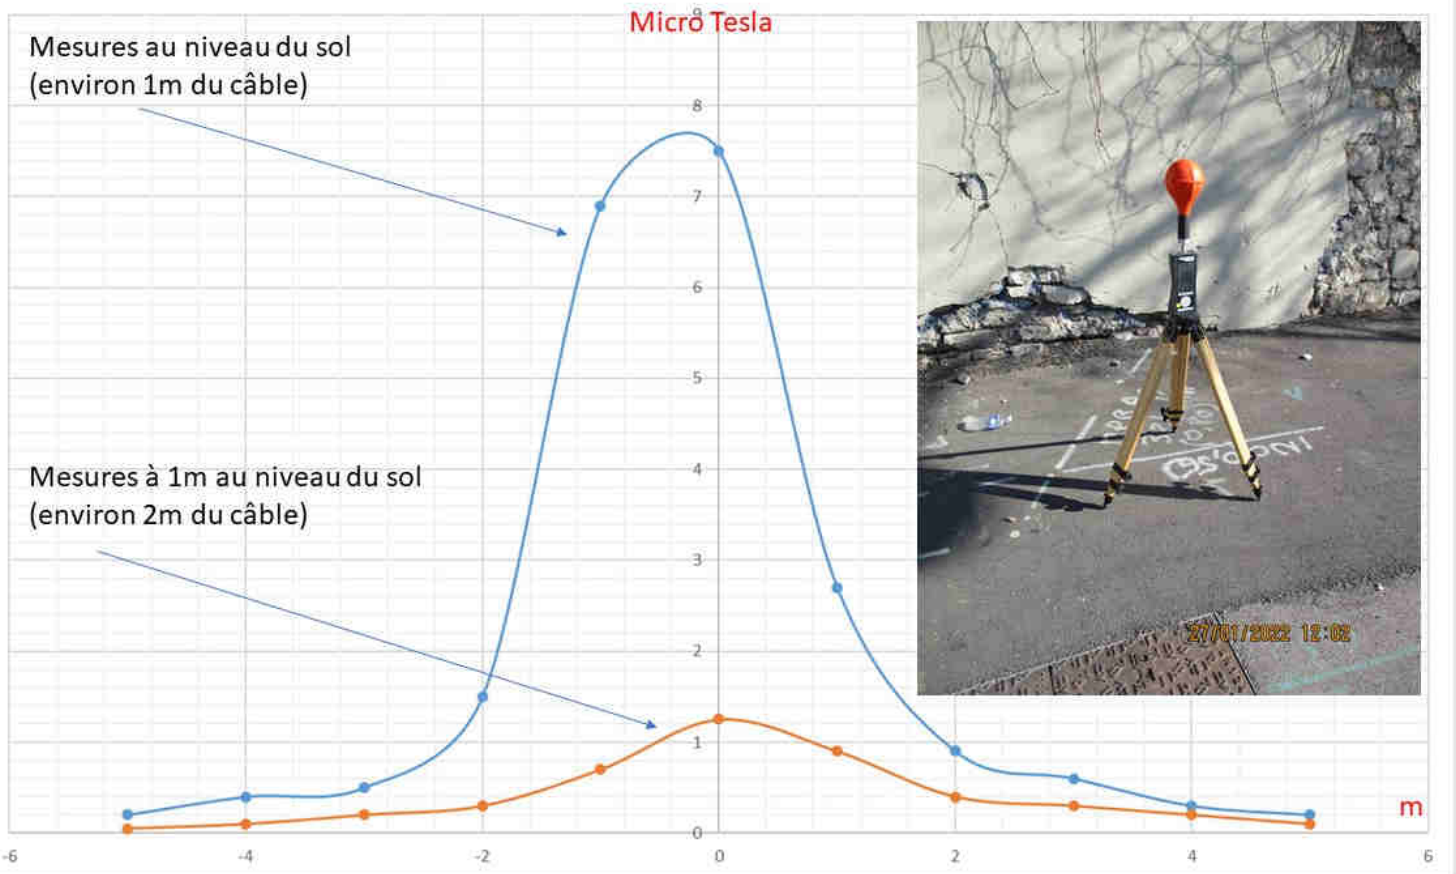 Micro Tesla
Mesures au niveau du sol
(environ 1m du câble)
Mesures à 1m au niveau du sol
(environ 2m du câble)
9
8
7
6
5
4
3
2
1
0
m
-6 -4 -2 0 2 4 6
27/01/2022 12:02